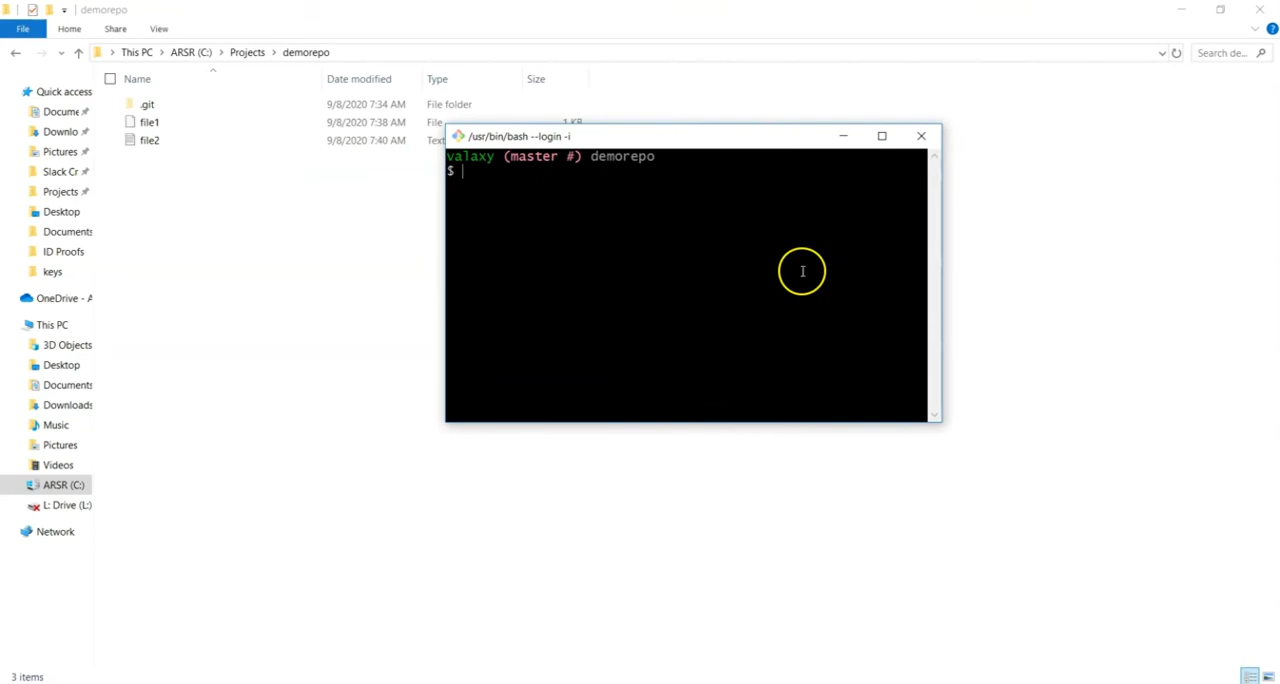 demorepo
File Home Share View
This PC > ARSR (C:) > Projects > demorepo
Search de...
Name Date modified Type Size
.git 9/8/2020 7:34 AM File folder
file1 9/8/2020 7:38 AM File 1 KB
file2 9/8/2020 7:40 AM Text
Quick access
Docume
Downlo
Pictures
Slack Cr
Projects
Desktop
Documents
ID Proofs
keys
OneDrive - A
This PC
3D Objects
Desktop
Documents
Downloads
Music
Pictures
Videos
ARSR (C:)
L: Drive (L:)
Network
/usr/bin/bash --login -i
valaxy (master #) demorepo
$
3 items